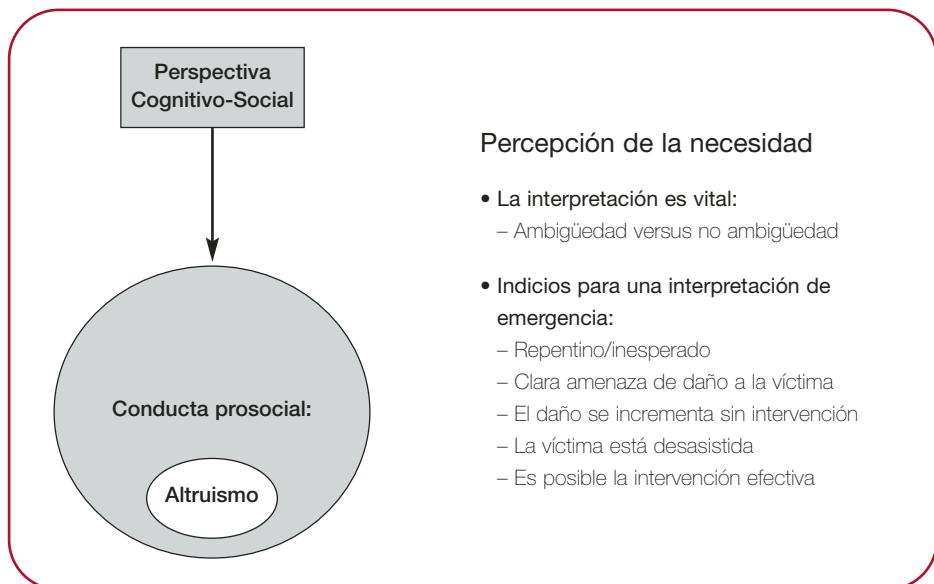 Perspectiva
Cognitivo-Social
Conducta prosocial:
Altruismo
Percepción de la necesidad
• La interpretación es vital:
– Ambigüedad versus no ambigüedad
• Indicios para una interpretación de
emergencia:
– Repentino/inesperado
– Clara amenaza de daño a la víctima
– El daño se incrementa sin intervención
– La víctima está desasistida
– Es posible la intervención efectiva